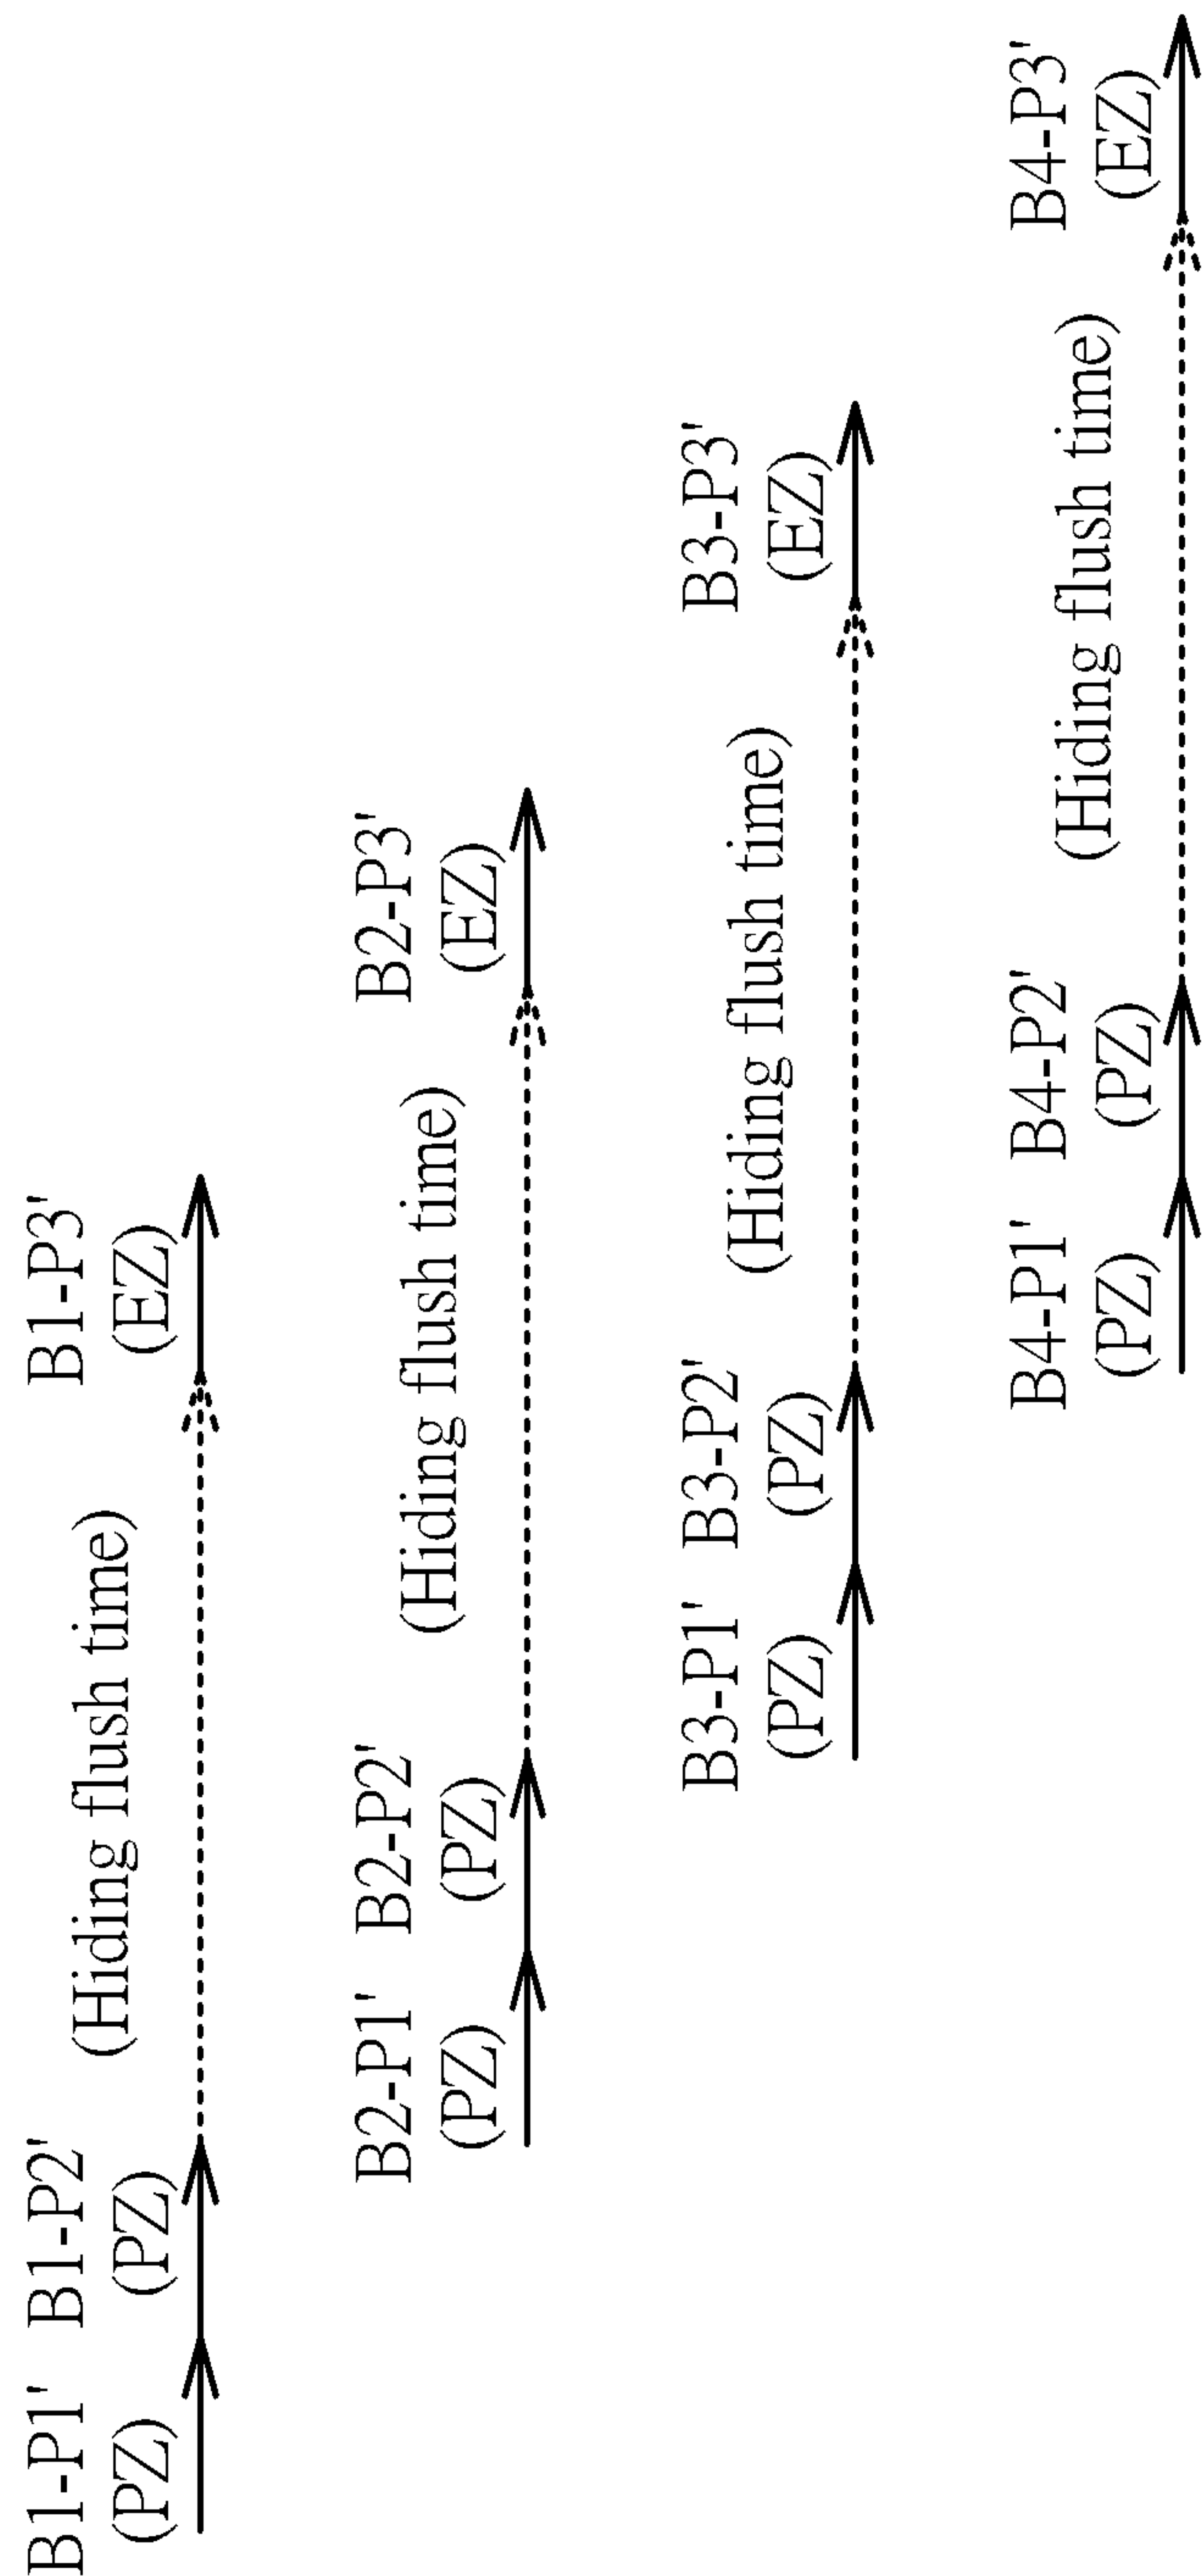 B1-P1' B1-P2'
(PZ) (PZ)
(Hiding flush time)
B1-P3'
(EZ)
B2-P1' B2-P2'
(PZ) (PZ)
(Hiding flush time)
B2-P3'
(EZ)
B3-P1' B3-P2'
(PZ) (PZ)
(Hiding flush time)
B3-P3'
(EZ)
B4-P1' B4-P2'
(PZ) (PZ)
(Hiding flush time)
B4-P3'
(EZ)